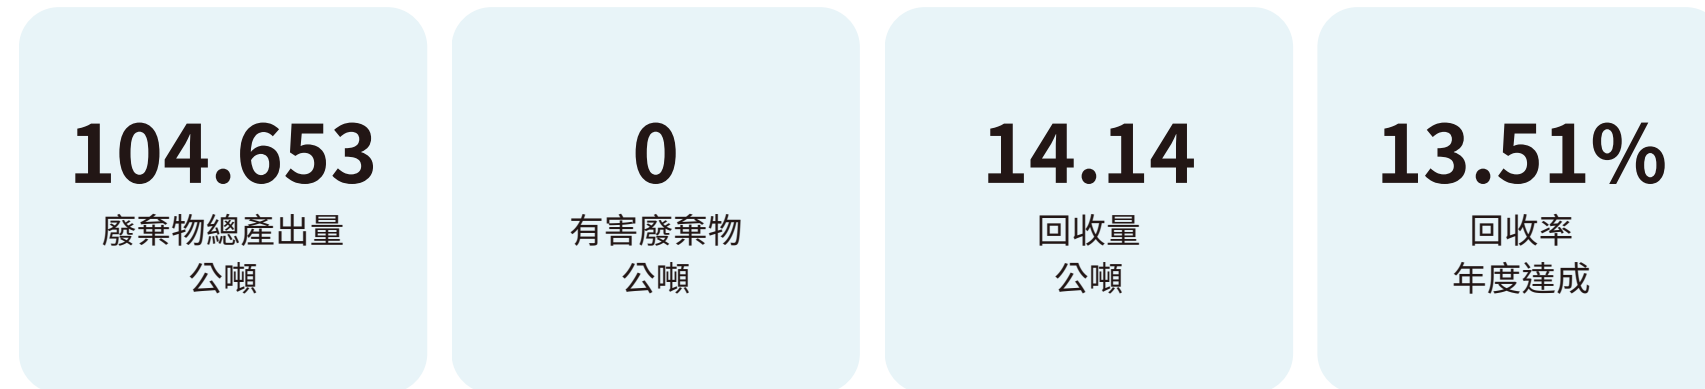 104.653
廢棄物總產出量
公噸
0
有害廢棄物
公噸
14.14
回收量
公噸
13.51%
回收率
年度達成